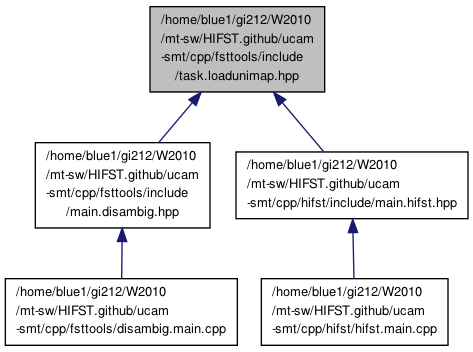 /home/blue1/gi212/W2010
/mt-sw/HIFST.github/ucam
-smt/cpp/fsttools/include
/task.loadunimap.hpp
/home/blue1/gi212/W2010
/mt-sw/HIFST.github/ucam
-smt/cpp/fsttools/include
/main.disambig.hpp
/home/blue1/gi212/W2010
/mt-sw/HIFST.github/ucam
-smt/cpp/hifst/include/main.hifst.hpp
/home/blue1/gi212/W2010
/mt-sw/HIFST.github/ucam
-smt/cpp/fsttools/disambig.main.cpp
/home/blue1/gi212/W2010
/mt-sw/HIFST.github/ucam
-smt/cpp/hifst/hifst.main.cpp